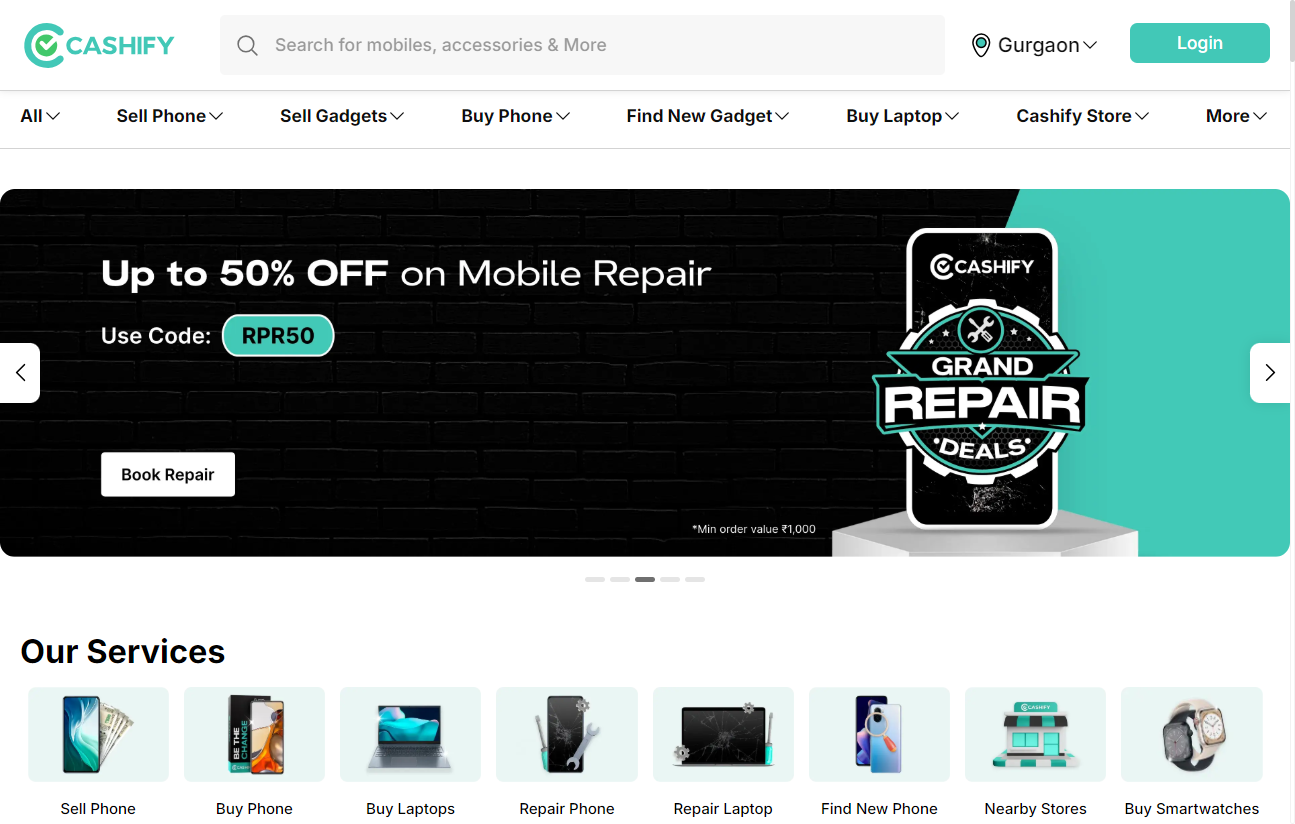 CASHIFY
Search for mobiles, accessories & More
Gurgaon
Login
All
Sell Phone
Sell Gadgets
Buy Phone
Find New Gadget
Buy Laptop
Cashify Store
More
Up to 50% OFF on Mobile Repair
Use Code: RPR50
Book Repair
*Min order value ₹1,000
CASHIFY
GRAND
REPAIR
DEALS
Our Services
BE THE
CHANGE
CASHIFY
Sell Phone
Buy Phone
Buy Laptops
Repair Phone
Repair Laptop
Find New Phone
Nearby Stores
Buy Smartwatches